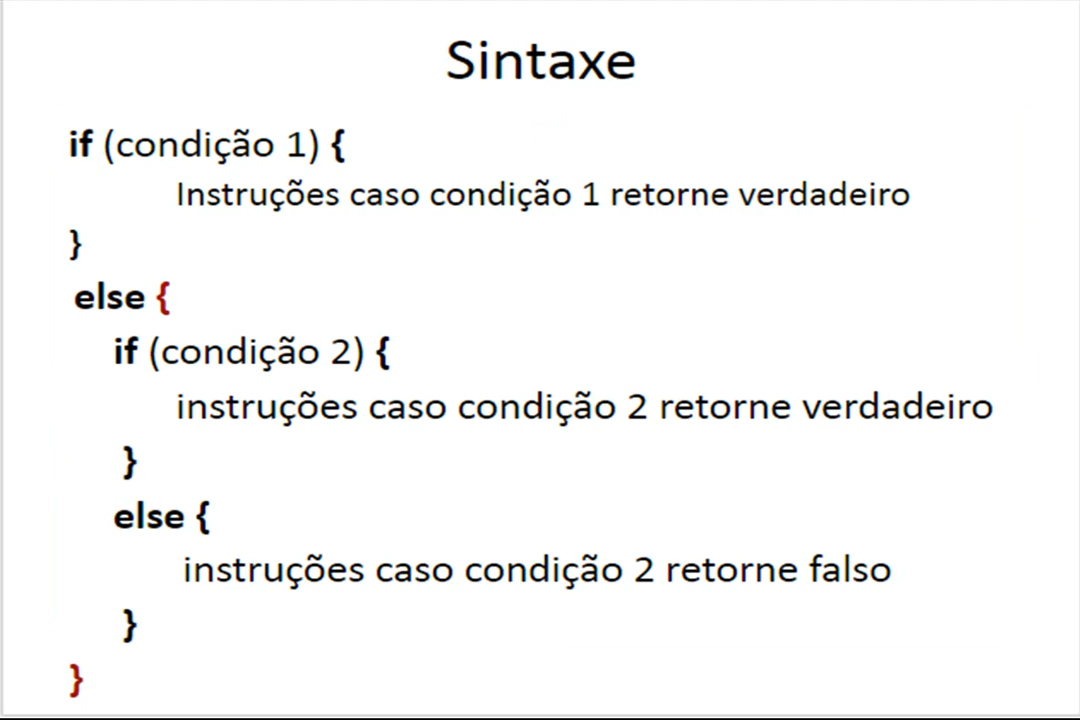 Sintaxe
if (condição 1) {
Instruções caso condição 1 retorne verdadeiro
}
else {
if (condição 2) {
instruções caso condição 2 retorne verdadeiro
}
else {
instruções caso condição 2 retorne falso
}
}